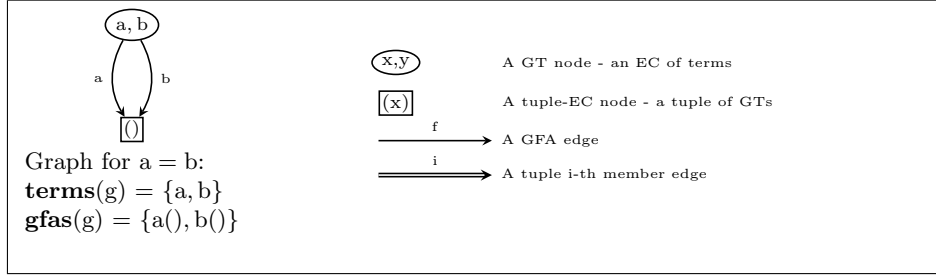 a, b
a
b
()
Graph for a = b:
terms(g) = {a, b}
gfas(g) = {a(), b()}
x,y
A GT node - an EC of terms
(x)
A tuple-EC node - a tuple of GTs
f
A GFA edge
i
A tuple i-th member edge